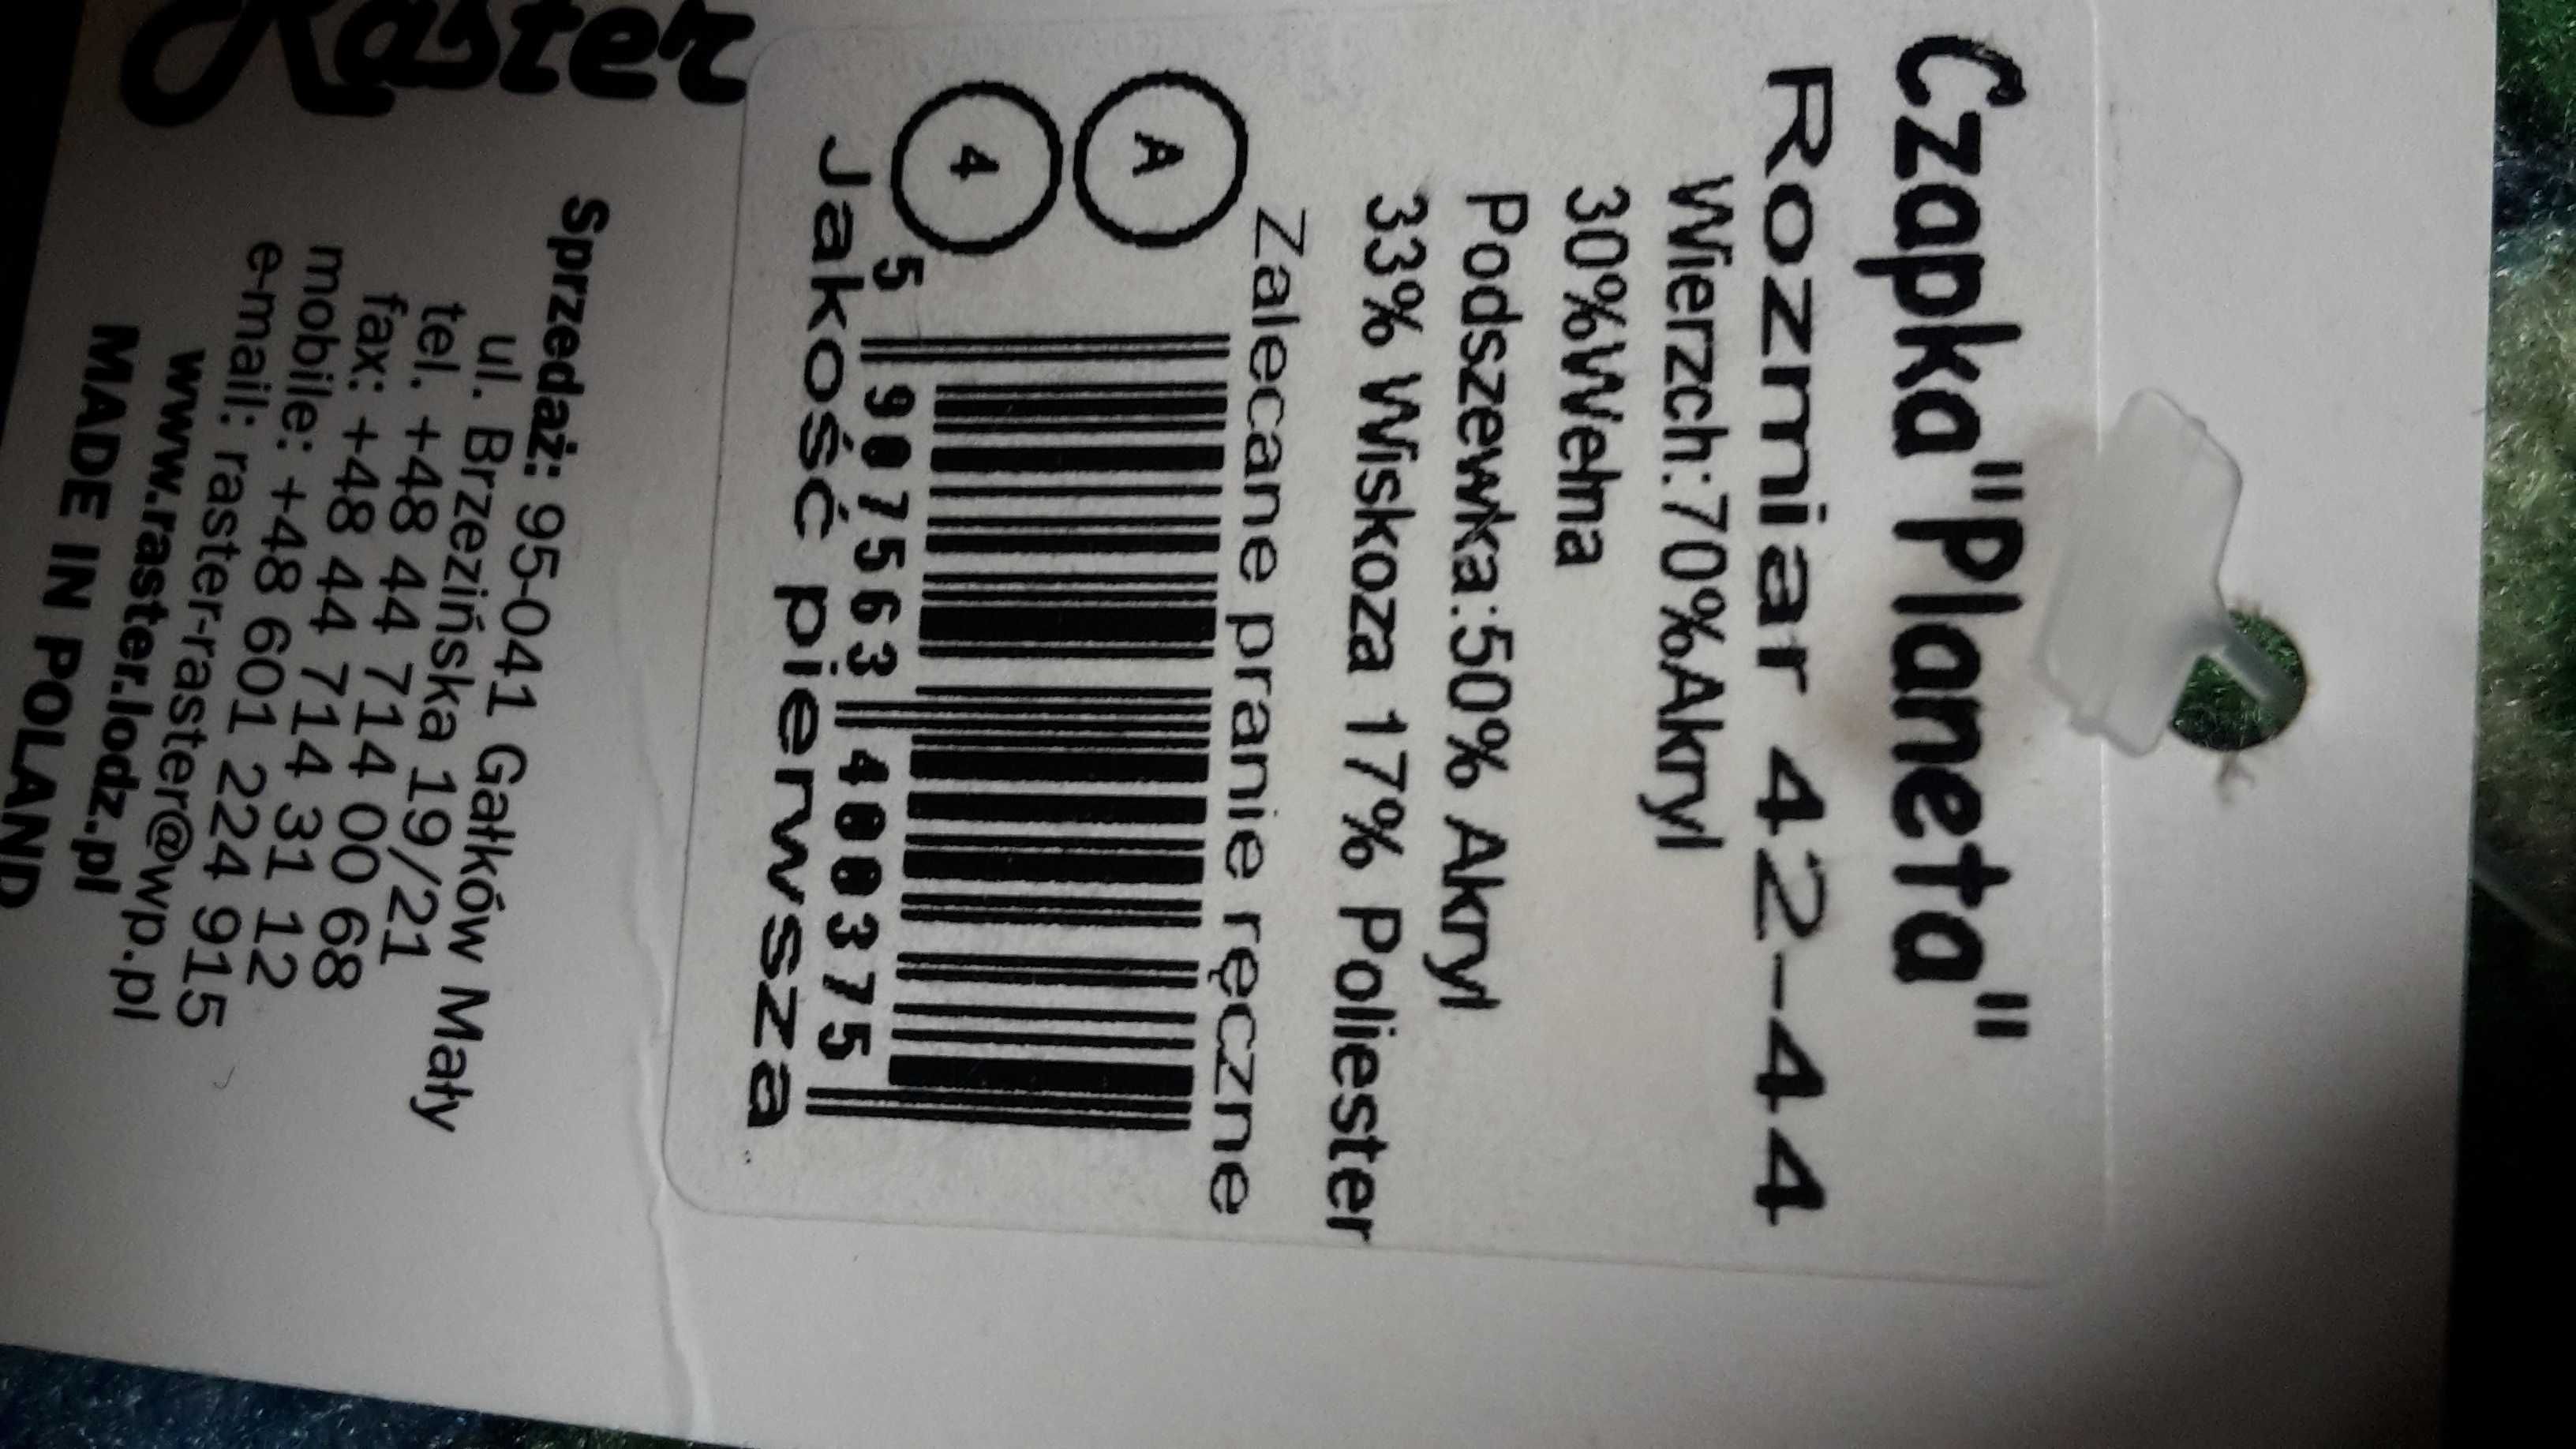 Czapka"Planeta"
Rozmiar 42-44
Wierzch:70%Akryl
30%Wełna
Podszewka:50% Akryl
33% Wiskoza 17% Poliester
Zalecane pranie ręczne
A
4
5 907563 400375
Jakość pierwsza
Raster
Sprzedaż: 95-041 Gałków Mały
ul. Brzezińska 19/21
tel. +48 44 714 00 68
fax: +48 44 714 31 12
mobile: +48 601 224 915
e-mail: raster-raster@wp.pl
www.raster.lodz.pl
MADE IN POLAND